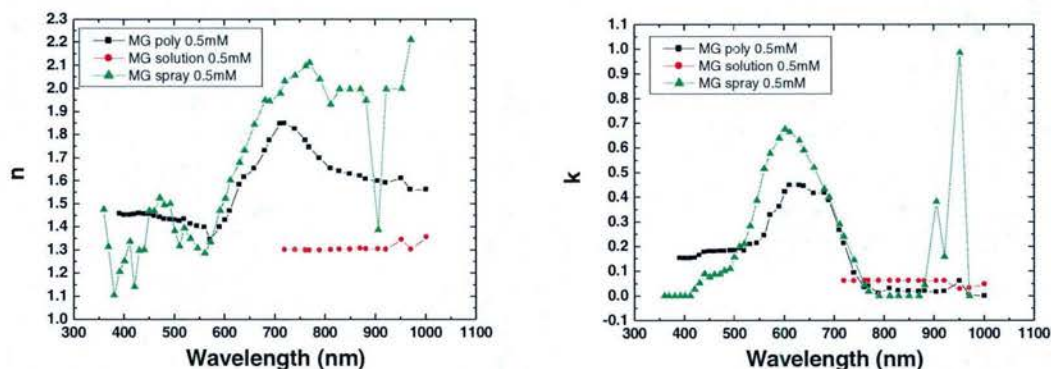 2.3
2.2
2.1
2.0
1.9
1.8
1.7
1.6
1.5
1.4
1.3
1.2
1.1
1.0
n
MG poly 0.5mM
MG solution 0.5mM
MG spray 0.5mM
300 400 500 600 700 800 900 1000 1100
Wavelength (nm)
1.1
1.0
0.9
0.8
0.7
0.6
0.5
0.4
0.3
0.2
0.1
0.0
-0.1
k
MG poly 0.5mM
MG solution 0.5mM
MG spray 0.5mM
300 400 500 600 700 800 900 1000 1100
Wavelength (nm)